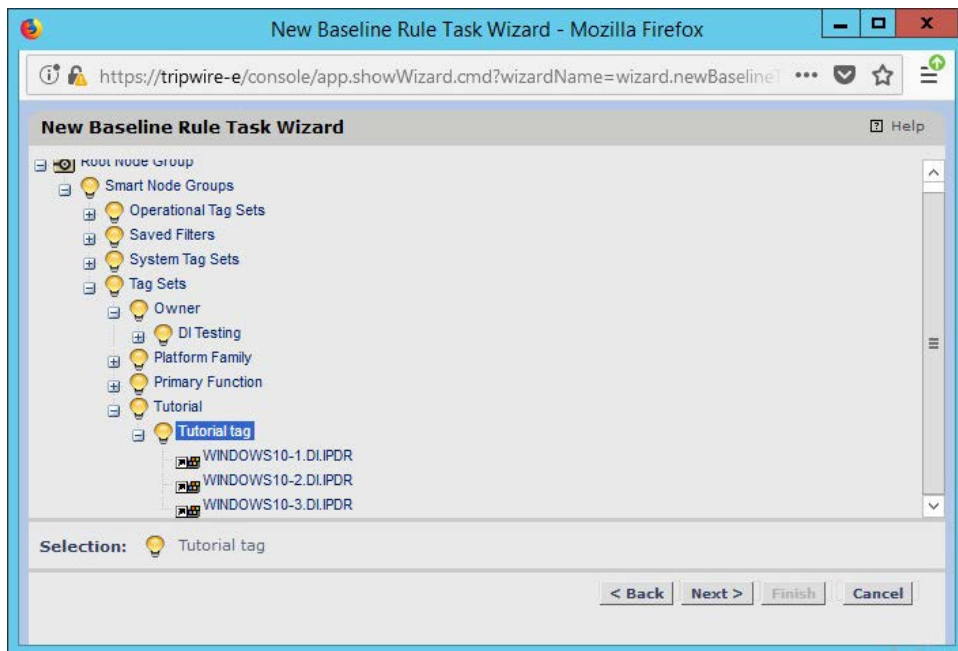 New Baseline Rule Task Wizard - Mozilla Firefox
https://tripwire-e/console/app.showWizard.cmd?wizardName=wizard.newBaseline
New Baseline Rule Task Wizard
Help
Root Node Group
Smart Node Groups
Operational Tag Sets
Saved Filters
System Tag Sets
Tag Sets
Owner
DI Testing
Platform Family
Primary Function
Tutorial
Tutorial tag
WINDOWS10-1.DI.IPDR
WINDOWS10-2.DI.IPDR
WINDOWS10-3.DI.IPDR
Selection: Tutorial tag
< Back Next > Finish Cancel